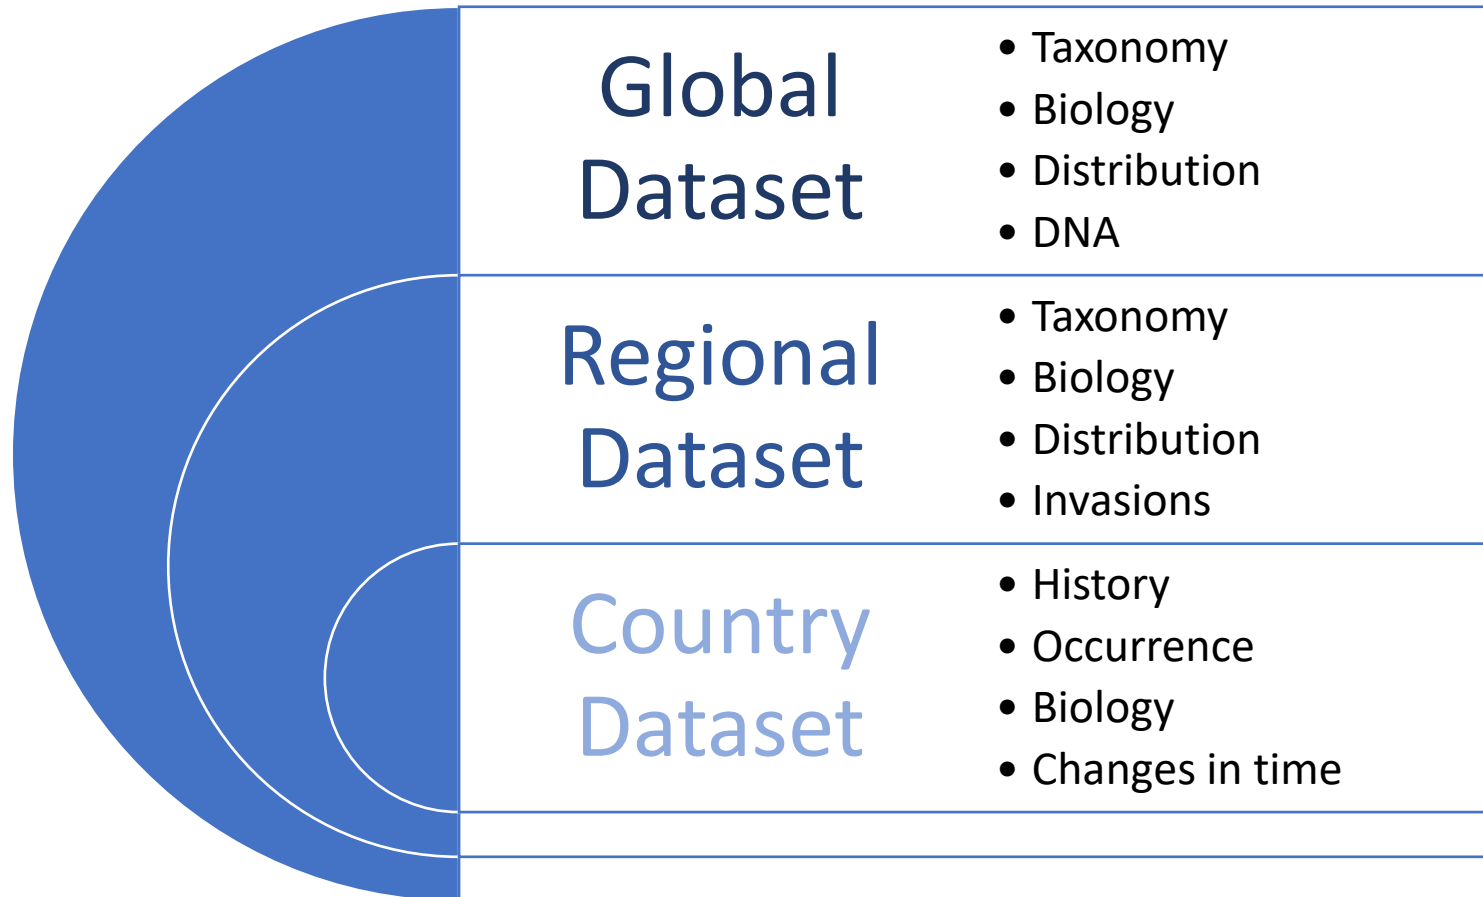 Global
Dataset
• Taxonomy
• Biology
• Distribution
• DNA
Regional
Dataset
• Taxonomy
• Biology
• Distribution
• Invasions
Country
Dataset
• History
• Occurrence
• Biology
• Changes in time